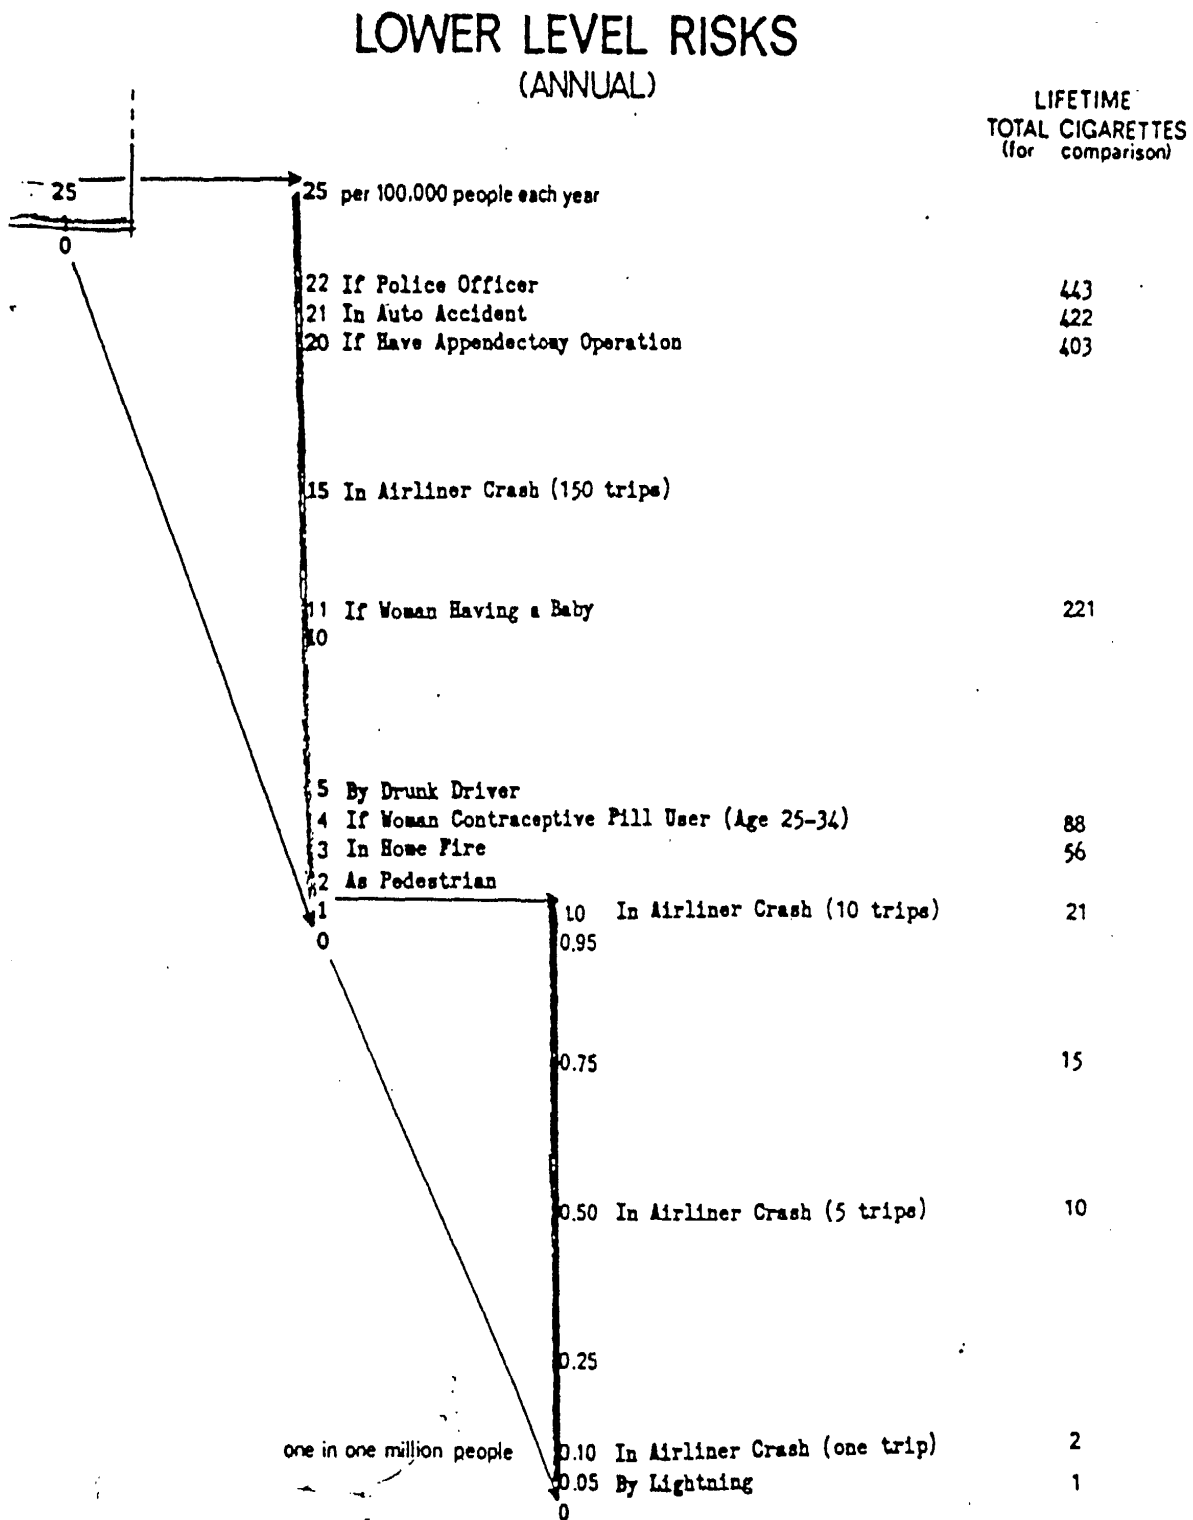 LOWER LEVEL RISKS
(ANNUAL)
LIFETIME
TOTAL CIGARETTES
(for comparison)
25
25 per 100,000 people each year
0
22 If Police Officer 443
21 In Auto Accident 422
20 If Have Appendectomy Operation 403
15 In Airliner Crash (150 trips)
11 If Woman Having a Baby 221
10
5 By Drunk Driver
4 If Woman Contraceptive Pill User (Age 25-34) 88
3 In Home Fire 56
2 As Pedestrian
1 1.0 In Airliner Crash (10 trips) 21
0 0.95
0.75 15
0.50 In Airliner Crash (5 trips) 10
0.25
one in one million people 0.10 In Airliner Crash (one trip) 2
0.05 By Lightning 1
0